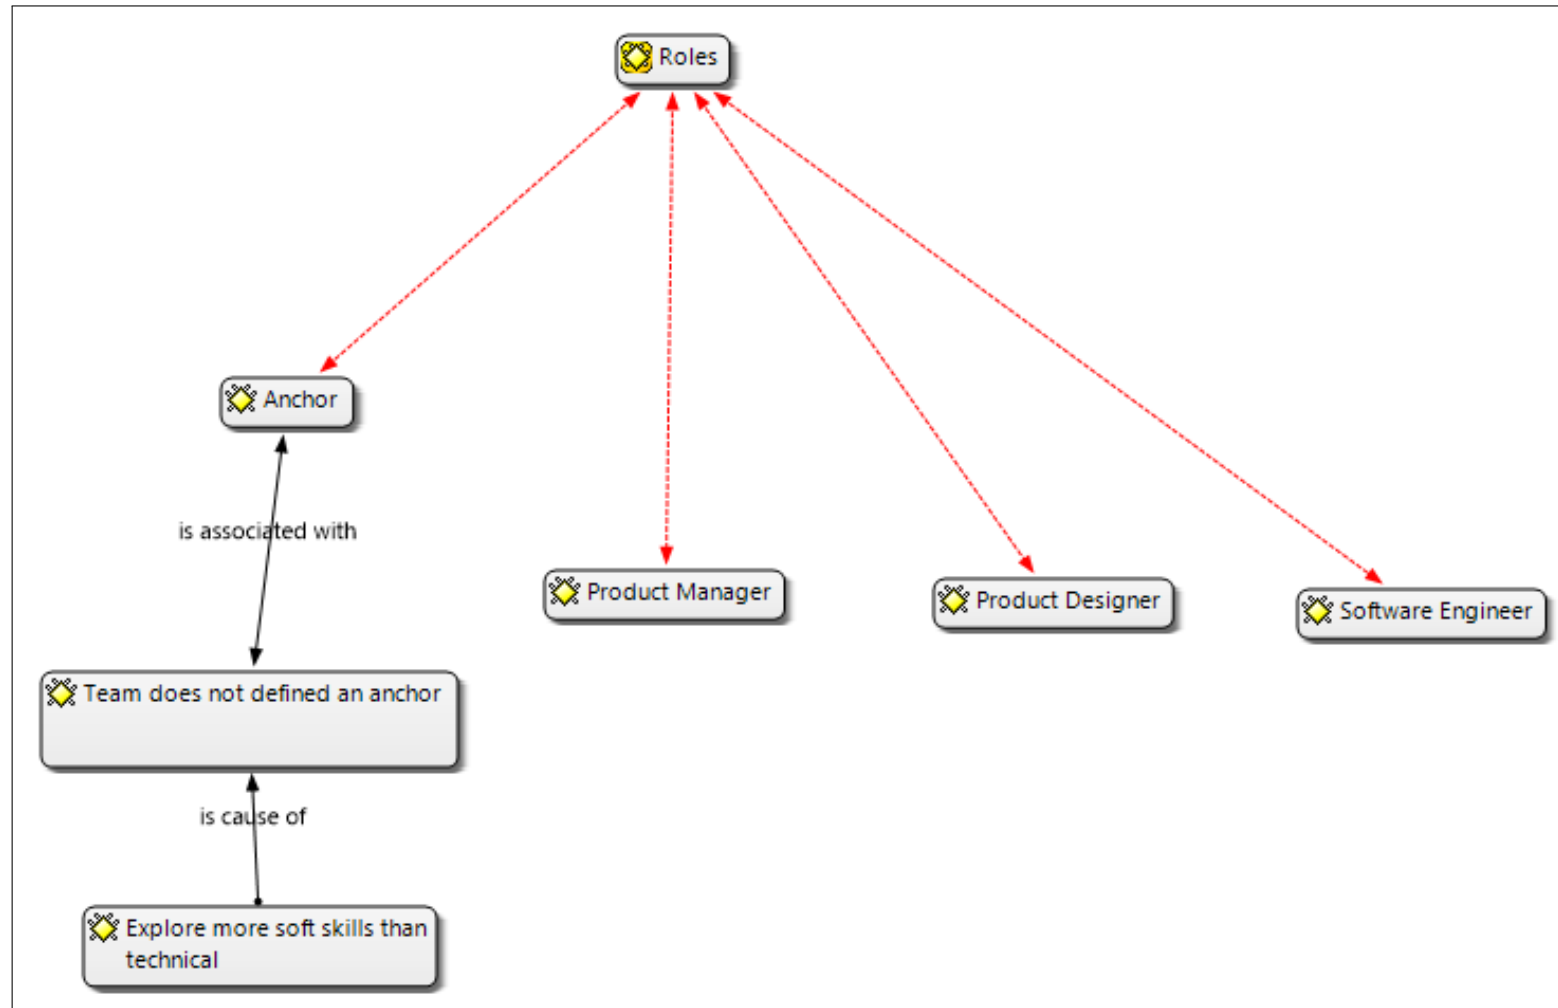 Roles
Anchor
is associated with
Product Manager
Product Designer
Software Engineer
Team does not defined an anchor
is cause of
Explore more soft skills than
technical